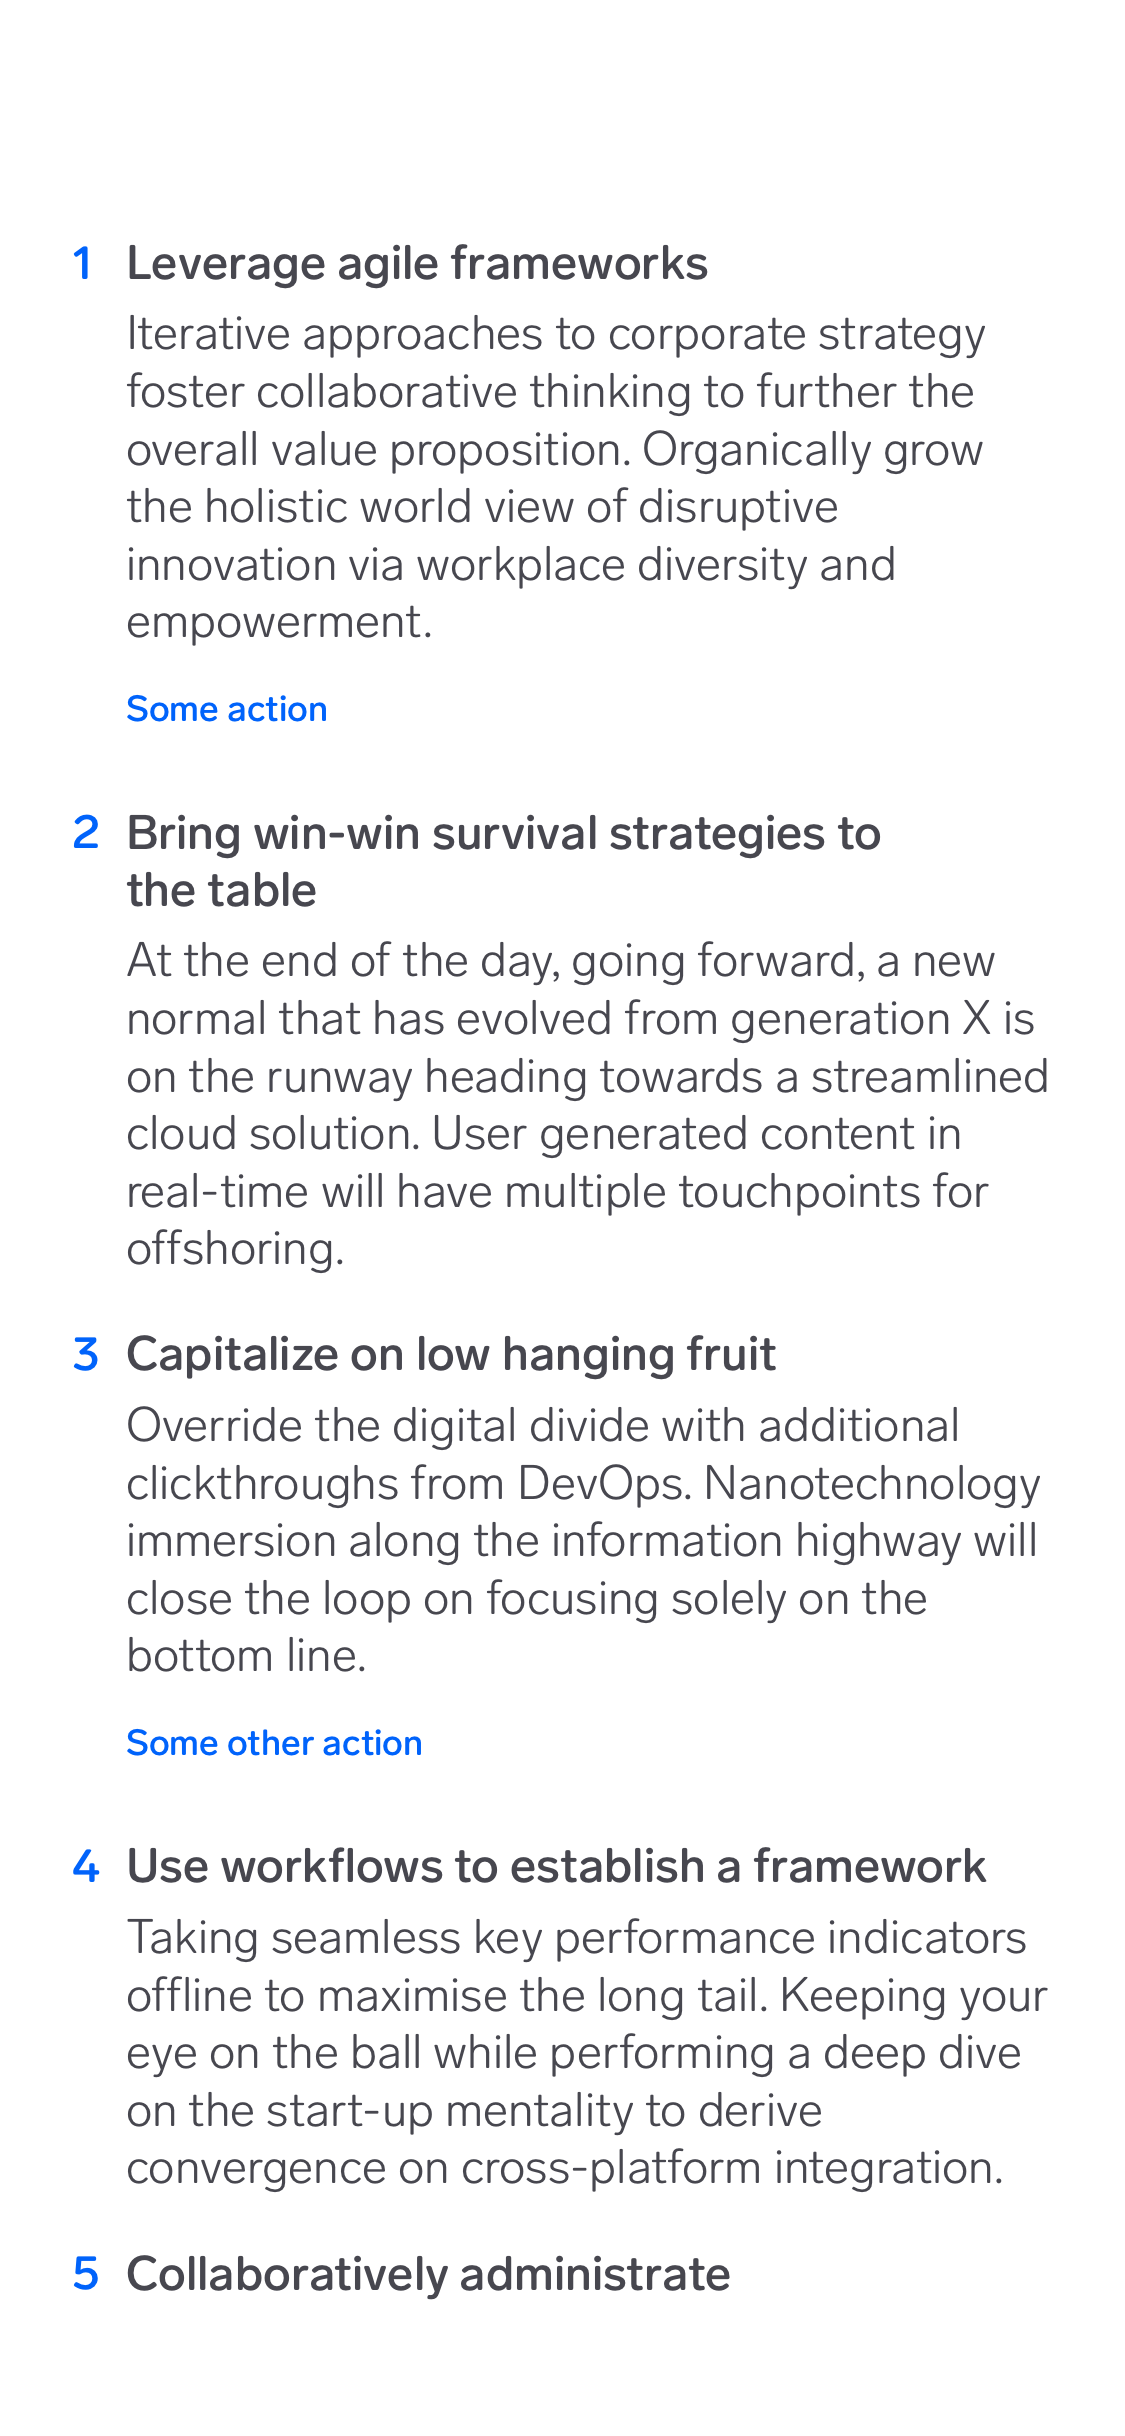 1 Leverage agile frameworks
Iterative approaches to corporate strategy
foster collaborative thinking to further the
overall value proposition. Organically grow
the holistic world view of disruptive
innovation via workplace diversity and
empowerment.
Some action
2 Bring win-win survival strategies to
the table
At the end of the day, going forward, a new
normal that has evolved from generation X is
on the runway heading towards a streamlined
cloud solution. User generated content in
real-time will have multiple touchpoints for
offshoring.
3 Capitalize on low hanging fruit
Override the digital divide with additional
clickthroughs from DevOps. Nanotechnology
immersion along the information highway will
close the loop on focusing solely on the
bottom line.
Some other action
4 Use workflows to establish a framework
Taking seamless key performance indicators
offline to maximise the long tail. Keeping your
eye on the ball while performing a deep dive
on the start-up mentality to derive
convergence on cross-platform integration.
5 Collaboratively administrate